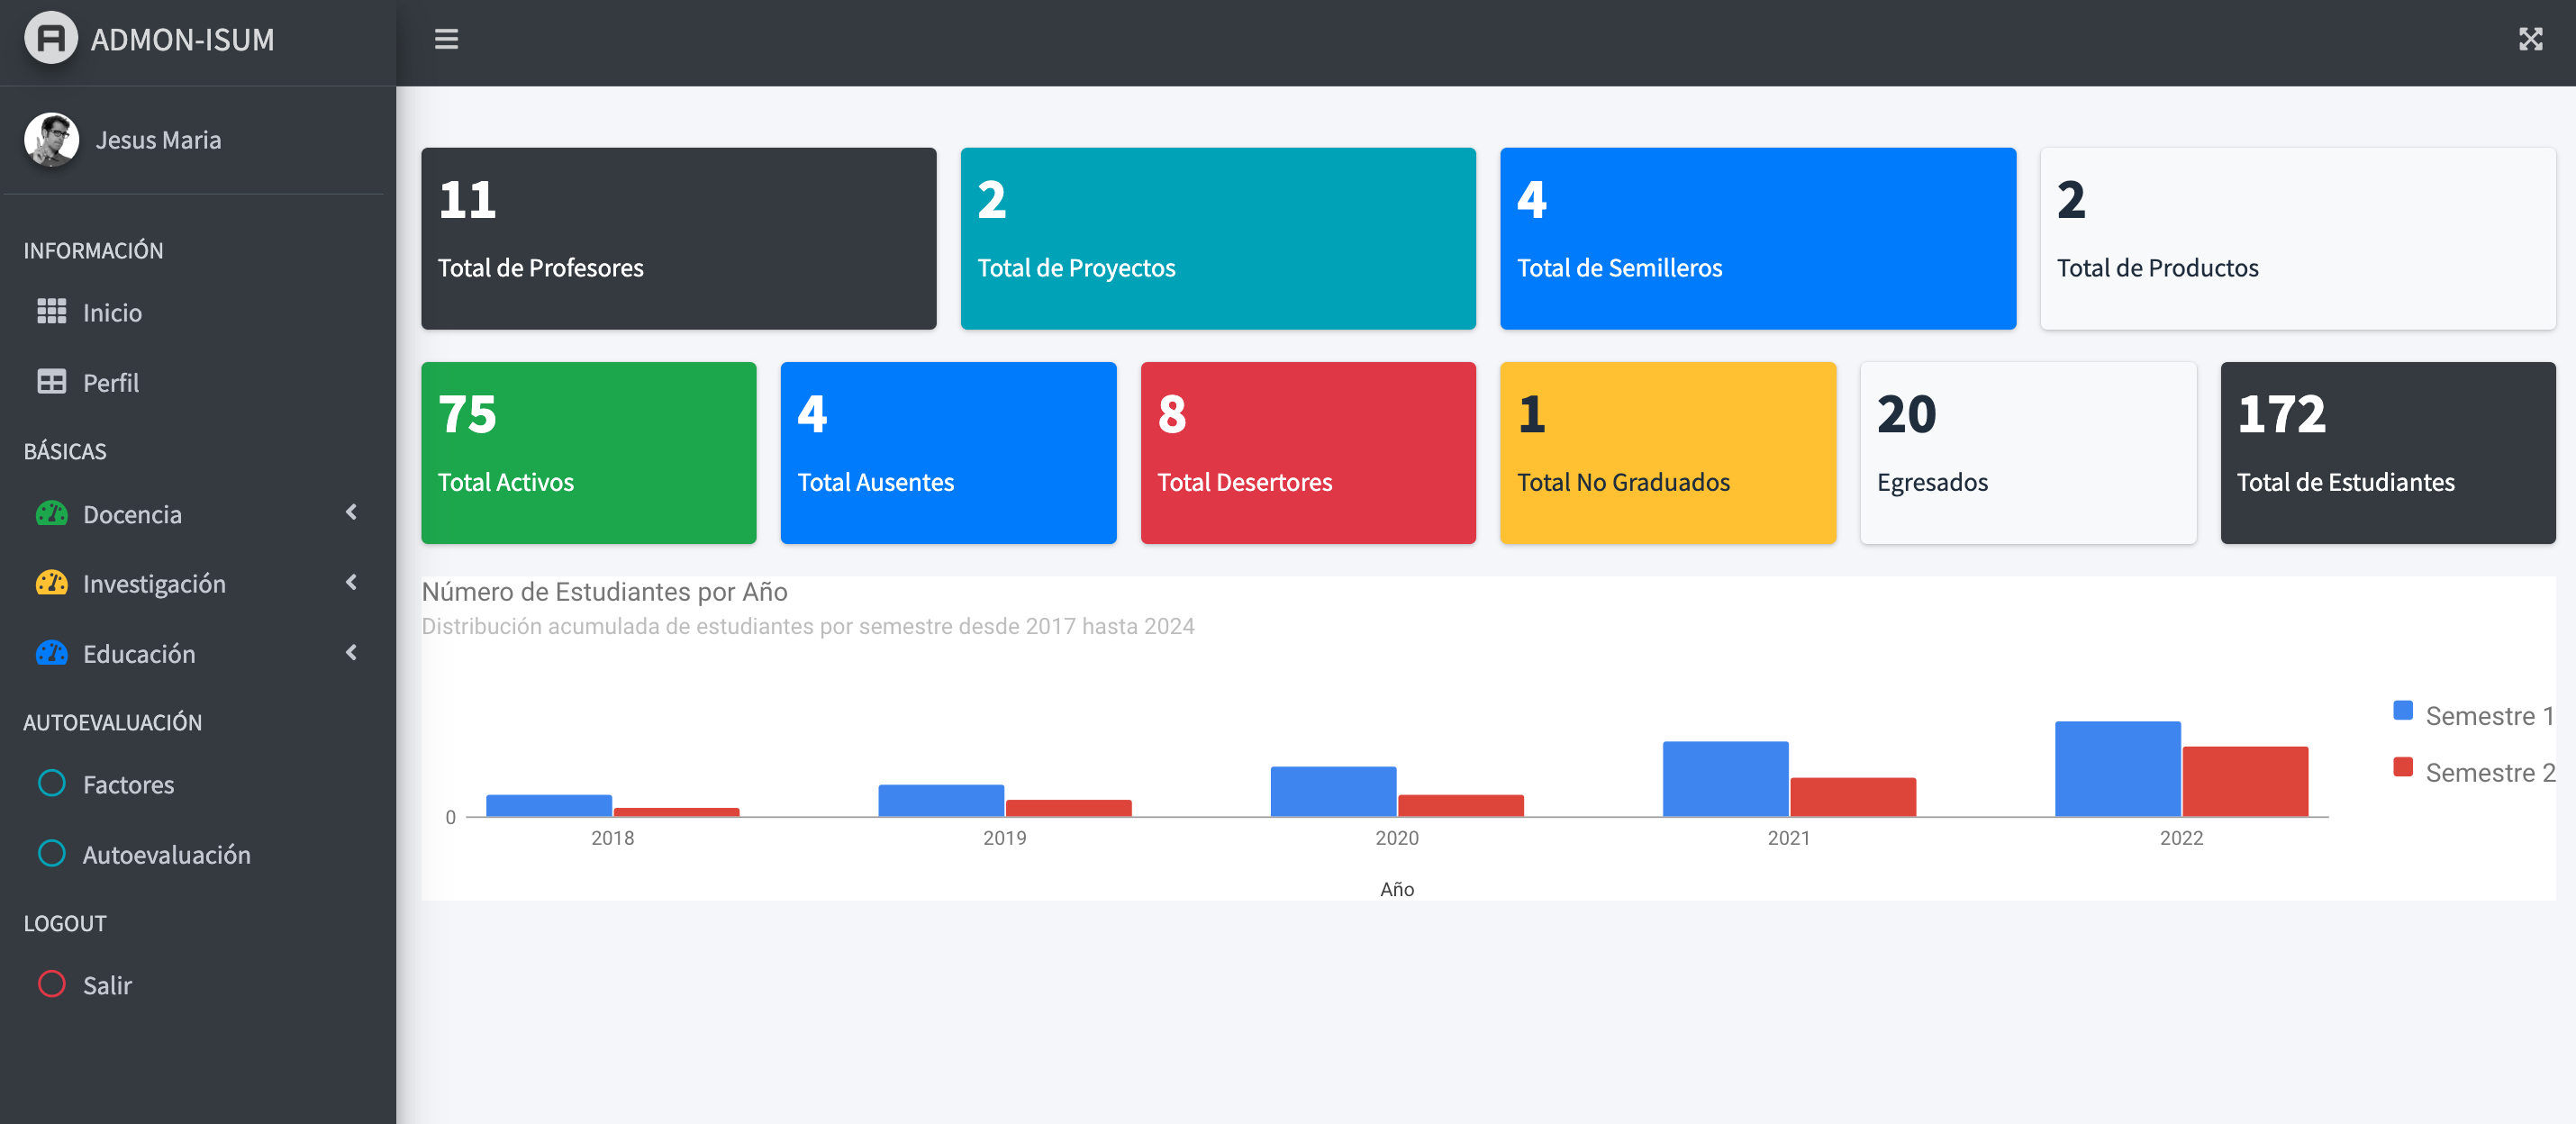 ADMON-ISUM
Jesus Maria
INFORMACIÓN
Inicio
Perfil
BÁSICAS
Docencia
Investigación
Educación
AUTOEVALUACIÓN
Factores
Autoevaluación
LOGOUT
Salir
11
Total de Profesores
2
Total de Proyectos
4
Total de Semilleros
2
Total de Productos
75
Total Activos
4
Total Ausentes
8
Total Desertores
1
Total No Graduados
20
Egresados
172
Total de Estudiantes
Número de Estudiantes por Año
Distribución acumulada de estudiantes por semestre desde 2017 hasta 2024
Semestre 1
Semestre 2
0
2018
2019
2020
2021
2022
Año